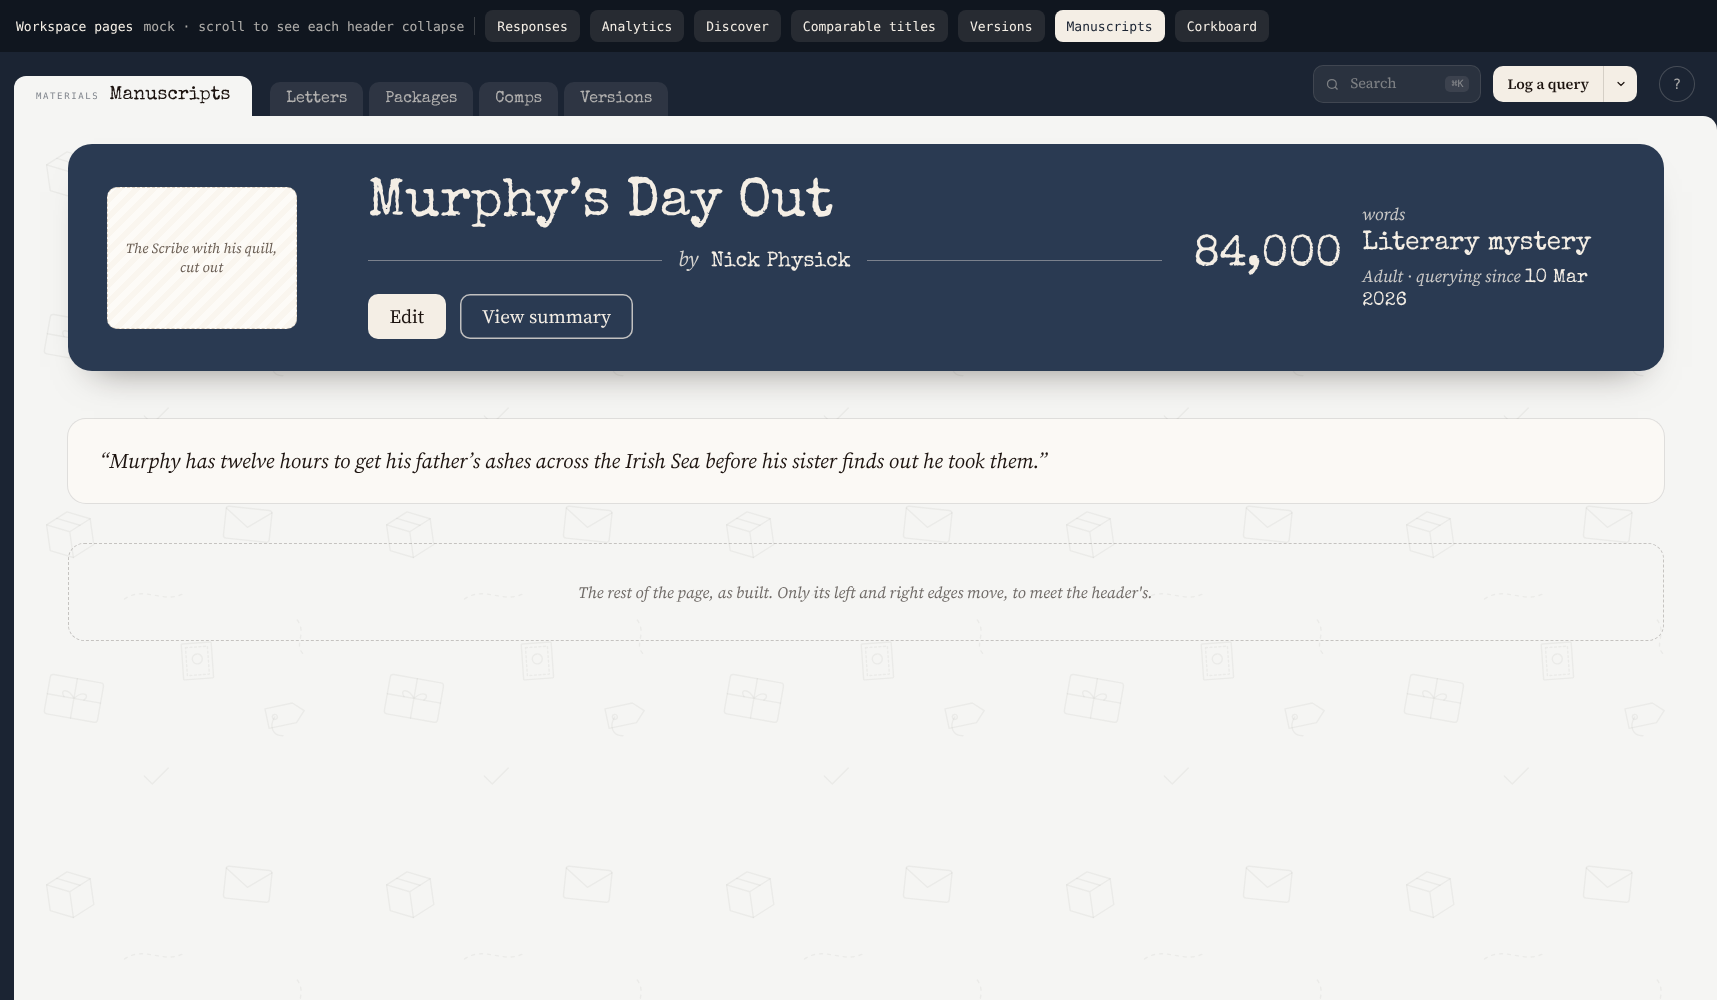 Workspace pages mock · scroll to see each header collapse Responses Analytics Discover Comparable titles Versions Manuscripts Corkboard
MATERIALS Manuscripts Letters Packages Comps Versions Search ⌘K Log a query ?
The Scribe with his quill,
cut out
Murphy’s Day Out
by Nick Physick
Edit View summary
84,000
words
Literary mystery
Adult · querying since 10 Mar
2026
“Murphy has twelve hours to get his father’s ashes across the Irish Sea before his sister finds out he took them.”
The rest of the page, as built. Only its left and right edges move, to meet the header's.